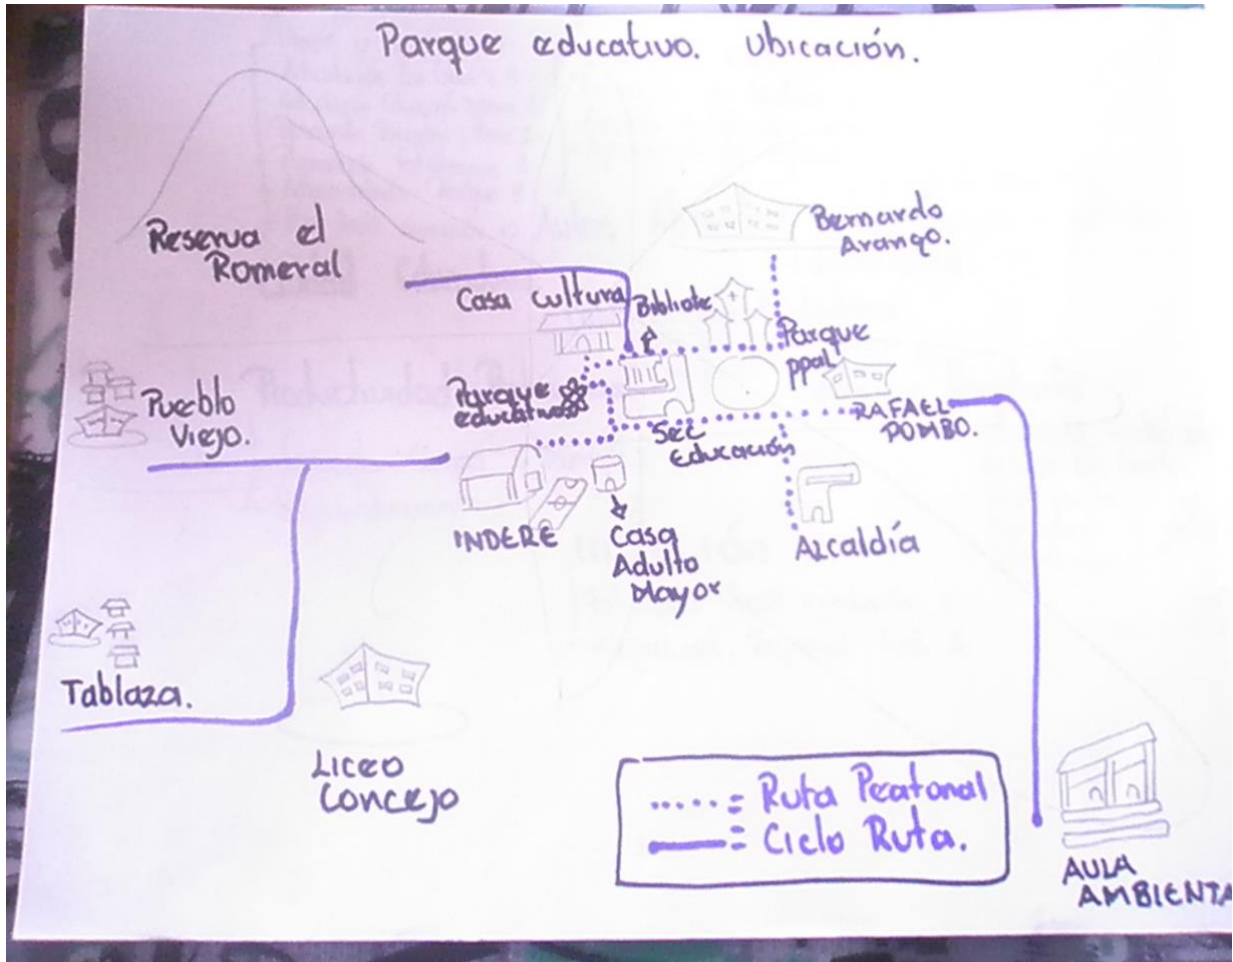 Parque educativo. Ubicación.
Reserva el
Romeral
Bernardo
Arango.
Casa Cultura
Bibliote
Parque
ppal
Pueblo
Viejo.
Parque
educativo
RAFAEL
POMBO.
Sec
Educación
INDERE
Casa
Adulto
Mayor
Alcaldía
Tablaza.
Liceo
Concejo
..... = Ruta Peatonal
— = Ciclo Ruta.
AULA
AMBIENTA